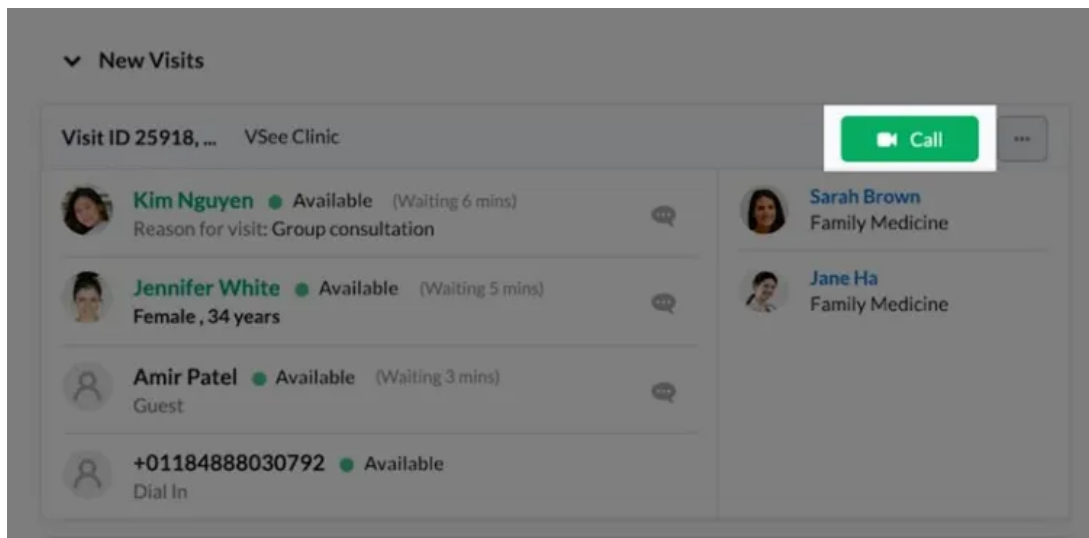 New Visits
Visit ID 25918, ... VSee Clinic
Call
...
Kim Nguyen Available (Waiting 6 mins)
Reason for visit: Group consultation
Jennifer White Available (Waiting 5 mins)
Female , 34 years
Amir Patel Available (Waiting 3 mins)
Guest
+01184888030792 Available
Dial In
Sarah Brown
Family Medicine
Jane Ha
Family Medicine